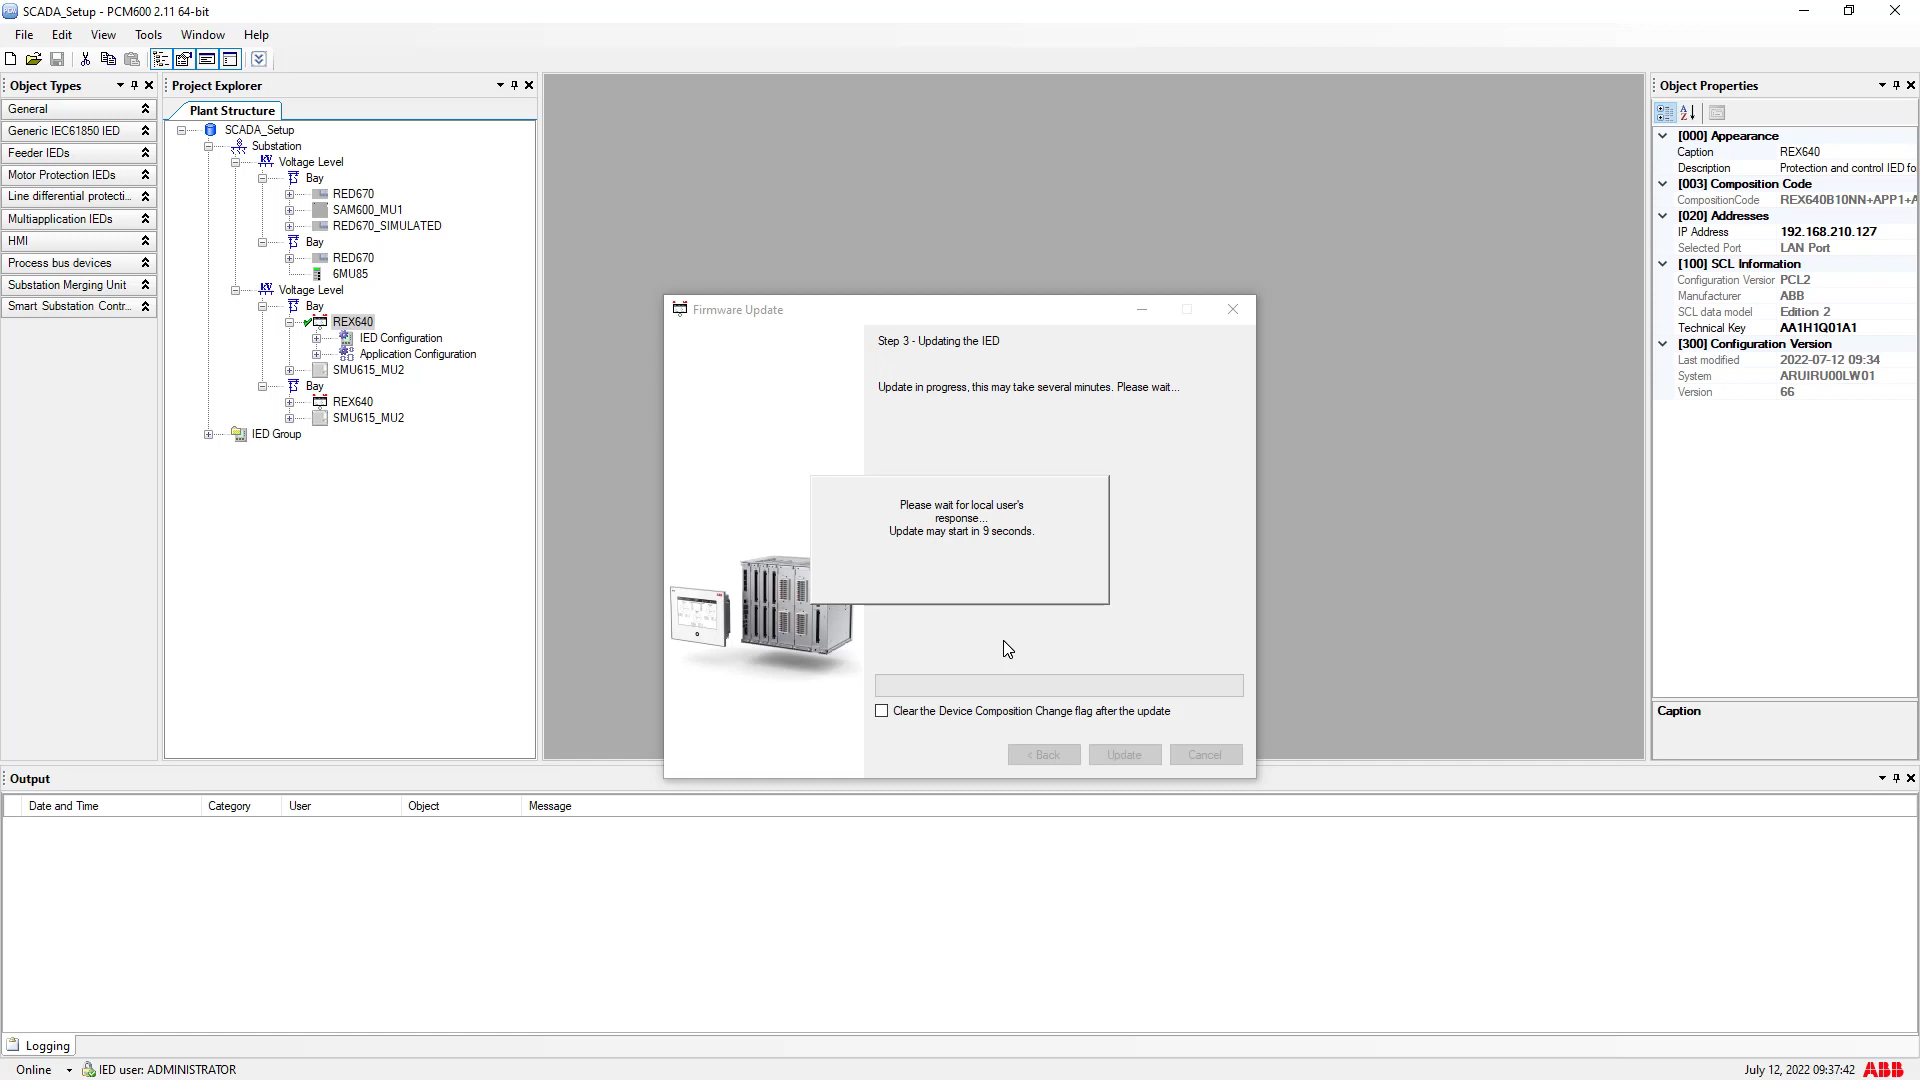 SCADA_Setup - PCM600 2.11 64-bit
File Edit View Tools Window Help
Object Types
General
Generic IEC61850 IED
Feeder IEDs
Motor Protection IEDs
Line differential protecti...
Multiapplication IEDs
HMI
Process bus devices
Substation Merging Unit
Smart Substation Contr...
Project Explorer
Plant Structure
SCADA_Setup
Substation
Voltage Level
Bay
RED670
SAM600_MU1
RED670_SIMULATED
Bay
RED670
6MU85
Voltage Level
Bay
REX640
IED Configuration
Application Configuration
SMU615_MU2
Bay
REX640
SMU615_MU2
IED Group
Firmware Update
Step 3 - Updating the IED
Update in progress, this may take several minutes. Please wait...
Please wait for local user's
response...
Update may start in 9 seconds.
Clear the Device Composition Change flag after the update
< Back Update Cancel
Object Properties
[000] Appearance
Caption REX640
Description Protection and control IED fo
[003] Composition Code
CompositionCode REX640B10NN+APP1+A
[020] Addresses
IP Address 192.168.210.127
Selected Port LAN Port
[100] SCL Information
Configuration Version PCL2
Manufacturer ABB
SCL data model Edition 2
Technical Key AA1H1Q01A1
[300] Configuration Version
Last modified 2022-07-12 09:34
System ARUIRU00LW01
Version 66
Caption
Output
Date and Time Category User Object Message
Logging
Online IED user: ADMINISTRATOR
July 12, 2022 09:37:42 ABB